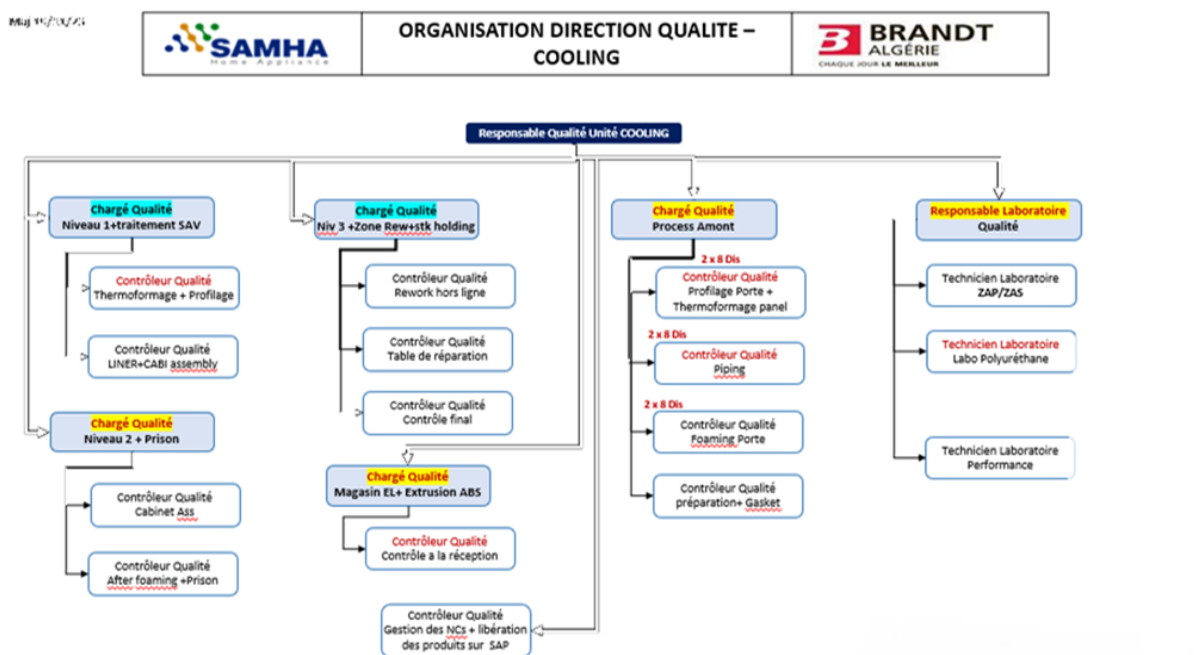 Maj
SAMHA
Home Appliance
ORGANISATION DIRECTION QUALITE –
COOLING
BRANDT
ALGÉRIE
CHAQUE JOUR LE MEILLEUR
Responsable Qualité Unité COOLING
Chargé Qualité
Niveau 1+traitement SAV
Contrôleur Qualité
Thermoformage + Profilage
Contrôleur Qualité
LINER+CABI assembly
Chargé Qualité
Niveau 2 + Prison
Contrôleur Qualité
Cabinet Ass
Contrôleur Qualité
After foaming +Prison
Chargé Qualité
Niv 3 +Zone Rew+stk holding
Contrôleur Qualité
Rework hors ligne
Contrôleur Qualité
Table de réparation
Contrôleur Qualité
Contrôle final
Chargé Qualité
Magasin EL+ Extrusion ABS
Contrôleur Qualité
Contrôle a la réception
Contrôleur Qualité
Gestion des NCs + libération
des produits sur SAP
Chargé Qualité
Process Amont
2 x 8 Dis
Contrôleur Qualité
Profilage Porte +
Thermoformage panel
2 x 8 Dis
Contrôleur Qualité
Piping
2 x 8 Dis
Contrôleur Qualité
Foaming Porte
Contrôleur Qualité
préparation+ Gasket
Responsable Laboratoire
Qualité
Technicien Laboratoire
ZAP/ZAS
Technicien Laboratoire
Labo Polyuréthane
Technicien Laboratoire
Performance